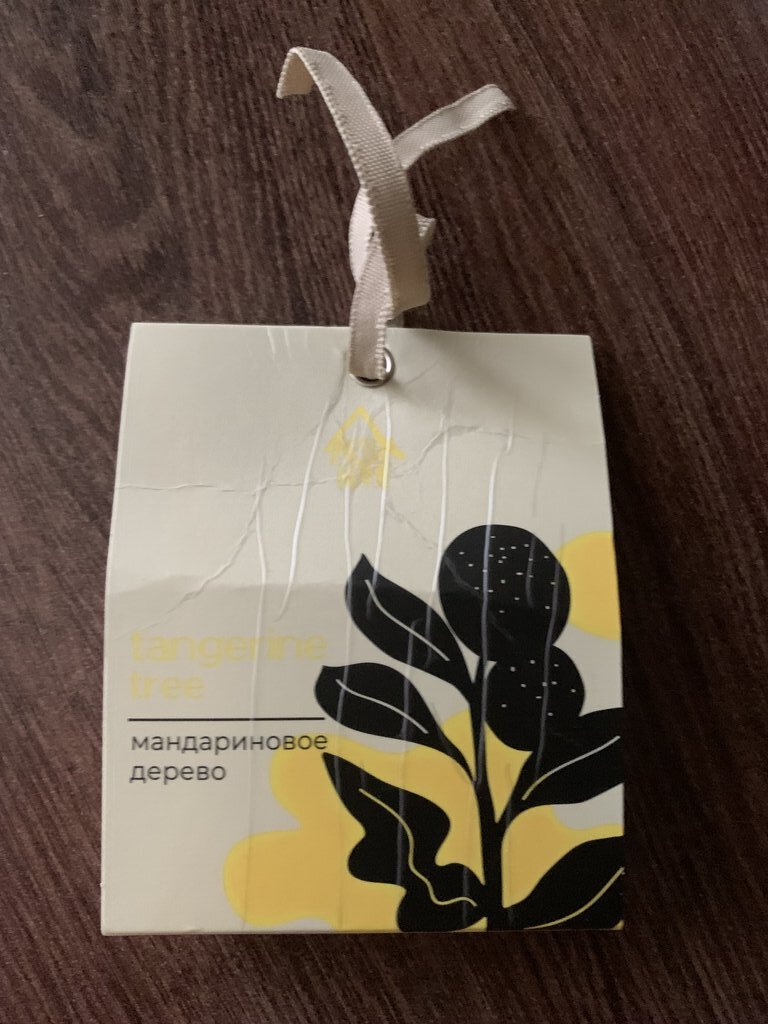 tangerine
tree
мандариновое
дерево